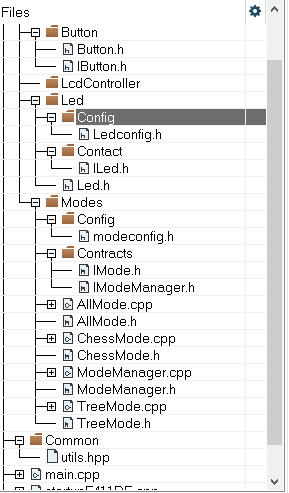 Files
Button
Button.h
IButton.h
LcdController
Led
Config
Ledconfig.h
Contact
ILed.h
Led.h
Modes
Config
modeconfig.h
Contracts
IMode.h
IModeManager.h
AllMode.cpp
AllMode.h
ChessMode.cpp
ChessMode.h
ModeManager.cpp
ModeManager.h
TreeMode.cpp
TreeMode.h
Common
utils.hpp
main.cpp